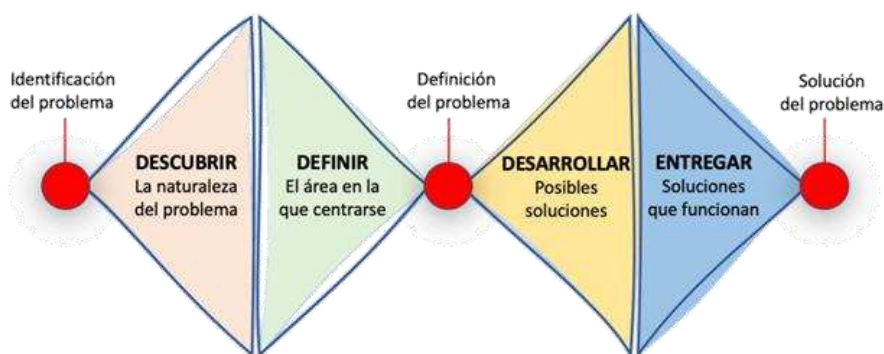 Identificación
del problema
Definición
del problema
Solución
del problema
DESCUBRIR
La naturaleza
del problema
DEFINIR
El área en la
que centrarse
DESARROLLAR
Posibles
soluciones
ENTREGAR
Soluciones
que funcionan